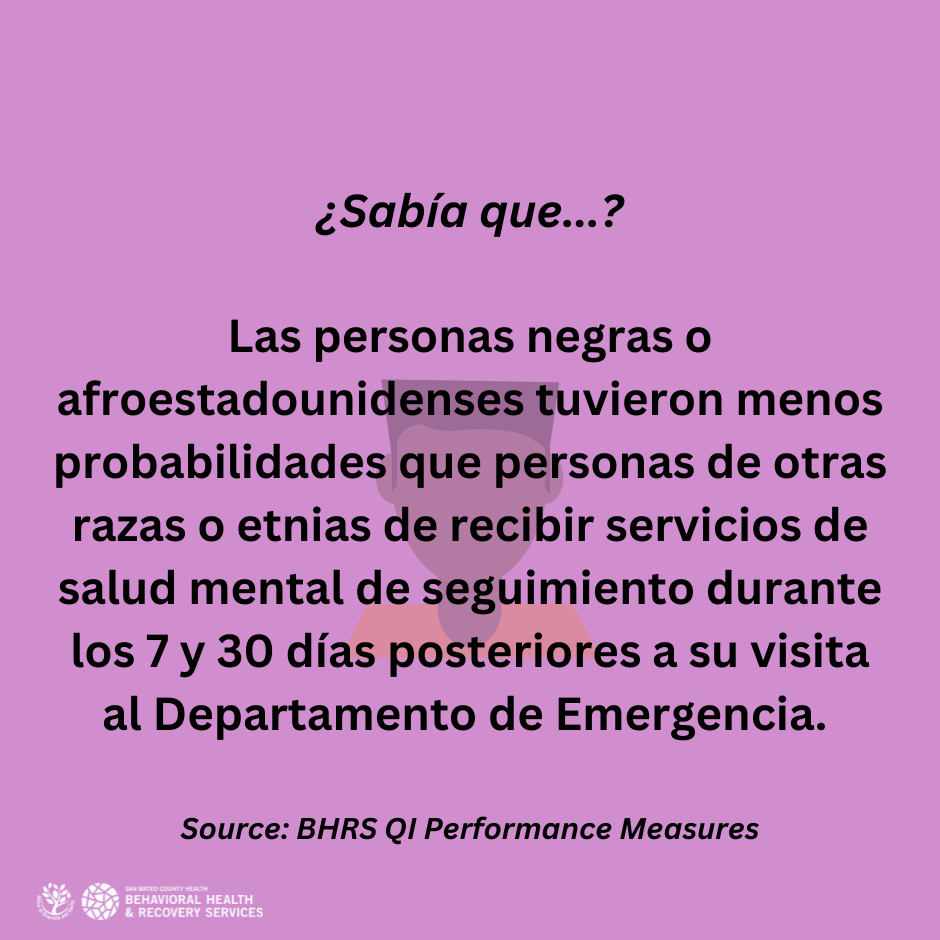 ¿Sabía que...?
Las personas negras o
afroestadounidenses tuvieron menos
probabilidades que personas de otras
razas o etnias de recibir servicios de
salud mental de seguimiento durante
los 7 y 30 días posteriores a su visita
al Departamento de Emergencia.
Source: BHRS QI Performance Measures
SAN MATEO COUNTY HEALTH
BEHAVIORAL HEALTH
& RECOVERY SERVICES